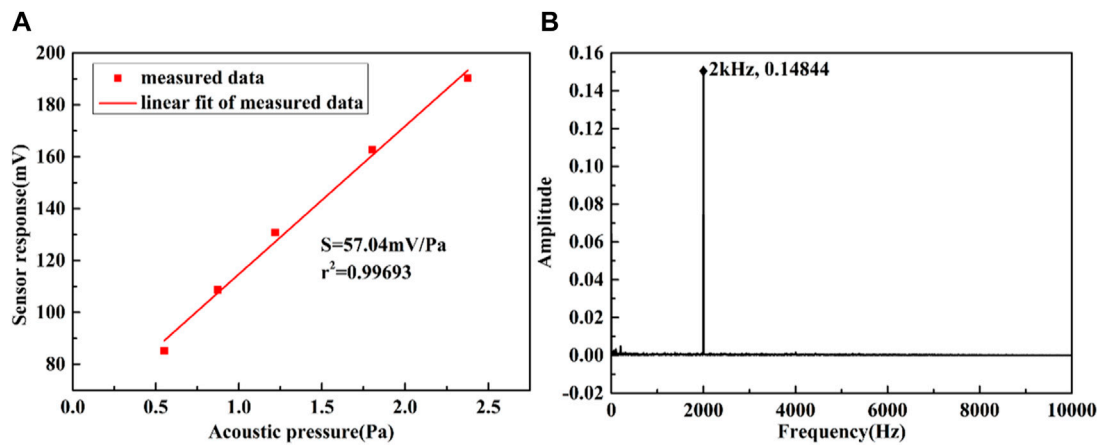 A
200
180
160
140
120
100
80
0.0 0.5 1.0 1.5 2.0 2.5
Sensor response(mV)
Acoustic pressure(Pa)
measured data
linear fit of measured data
S=57.04mV/Pa
r²=0.99693
B
0.16
0.14
0.12
0.10
0.08
0.06
0.04
0.02
0.00
-0.02
0 2000 4000 6000 8000 10000
Amplitude
Frequency(Hz)
2kHz, 0.14844